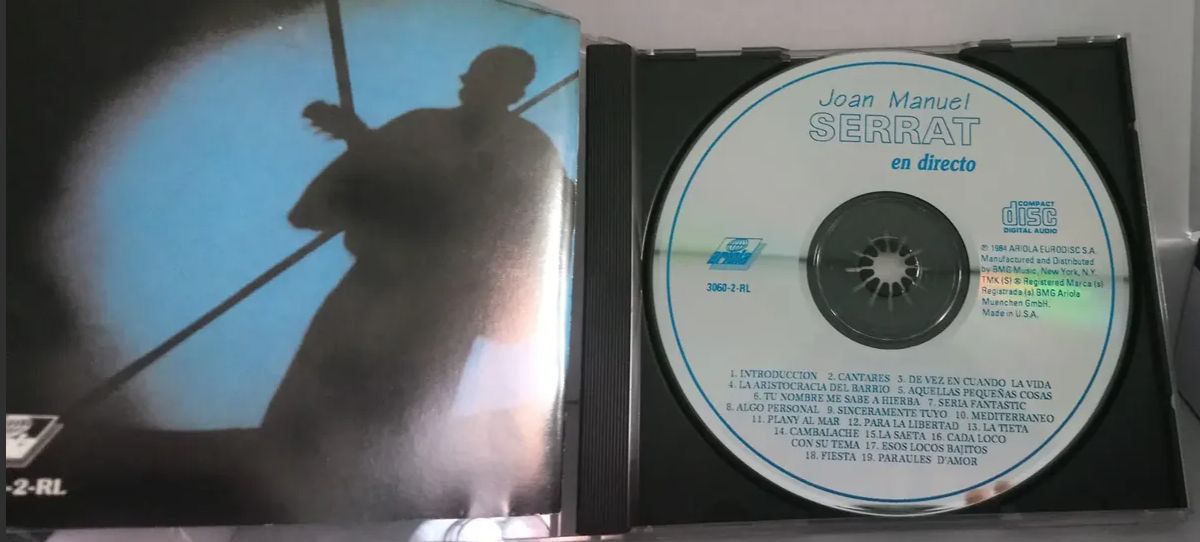 -2-RL
Joan Manuel
SERRAT
en directo
COMPACT
disc
DIGITAL AUDIO
ariola
3060-2-RL
℗ 1984 ARIOLA EURODISC S.A.
Manufactured and Distributed
by BMG Music, New York, N.Y.
TMK (S) ® Registered Marca (s)
Registrada (s) BMG Ariola
Muenchen GmbH.
Made in U.S.A.
1. INTRODUCCION 2. CANTARES 3. DE VEZ EN CUANDO LA VIDA
4. LA ARISTOCRACIA DEL BARRIO 5. AQUELLAS PEQUEÑAS COSAS
6. TU NOMBRE ME SABE A HIERBA 7. SERIA FANTASTIC
8. ALGO PERSONAL 9. SINCERAMENTE TUYO 10. MEDITERRANEO
11. PLANY AL MAR 12. PARA LA LIBERTAD 13. LA TIETA
14. CAMBALACHE 15.LA SAETA 16. CADA LOCO
CON SU TEMA 17. ESOS LOCOS BAJITOS
18. FIESTA 19. PARAULES D'AMOR